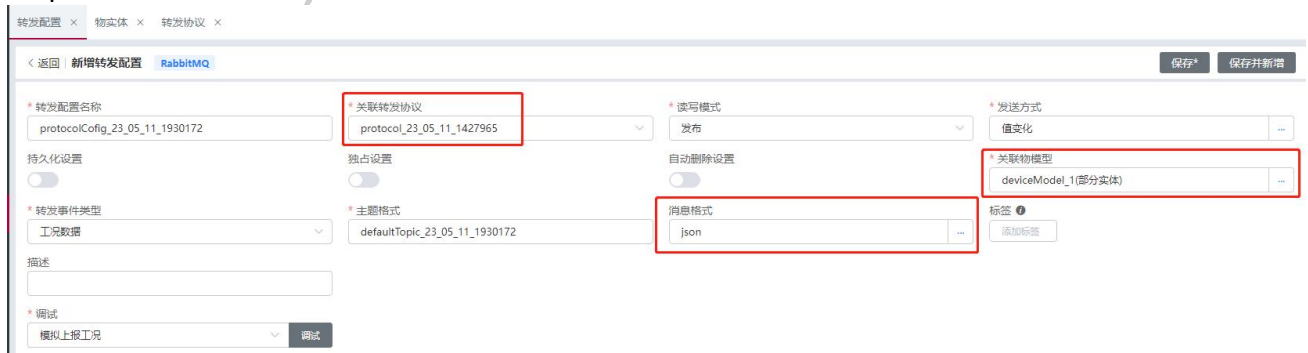 转发配置 × 物实体 × 转发协议 ×
< 返回 | 新增转发配置 RabbitMQ 保存* 保存并新增
* 转发配置名称 * 关联转发协议 * 读写模式 * 发送方式
protocolCofig_23_05_11_1930172 protocol_23_05_11_1427965 发布 值变化 ...
持久化设置 独占设置 自动删除设置 * 关联物模型
deviceModel_1(部分实体) ...
* 转发事件类型 * 主题格式 消息格式 标签
工况数据 defaultTopic_23_05_11_1930172 json ... 添加标签
描述
* 调试
模拟上报工况 调试